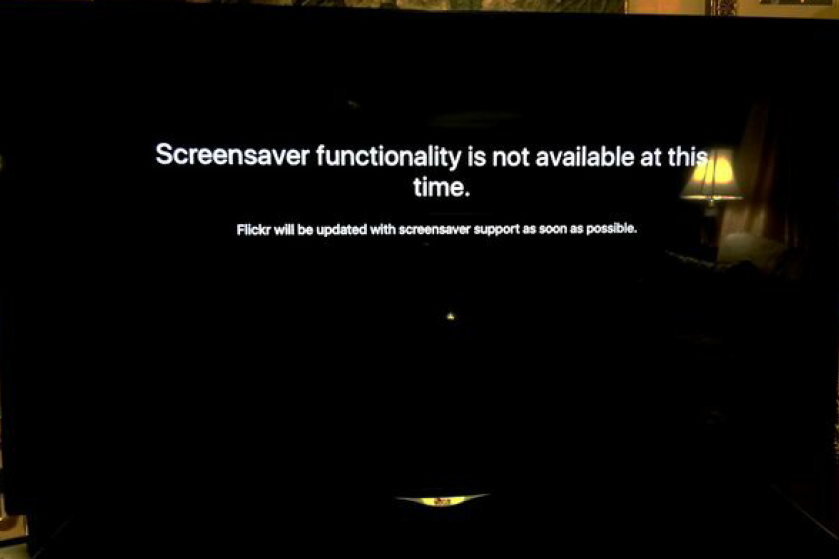 Screensaver functionality is not available at this
time.
Flickr will be updated with screensaver support as soon as possible.